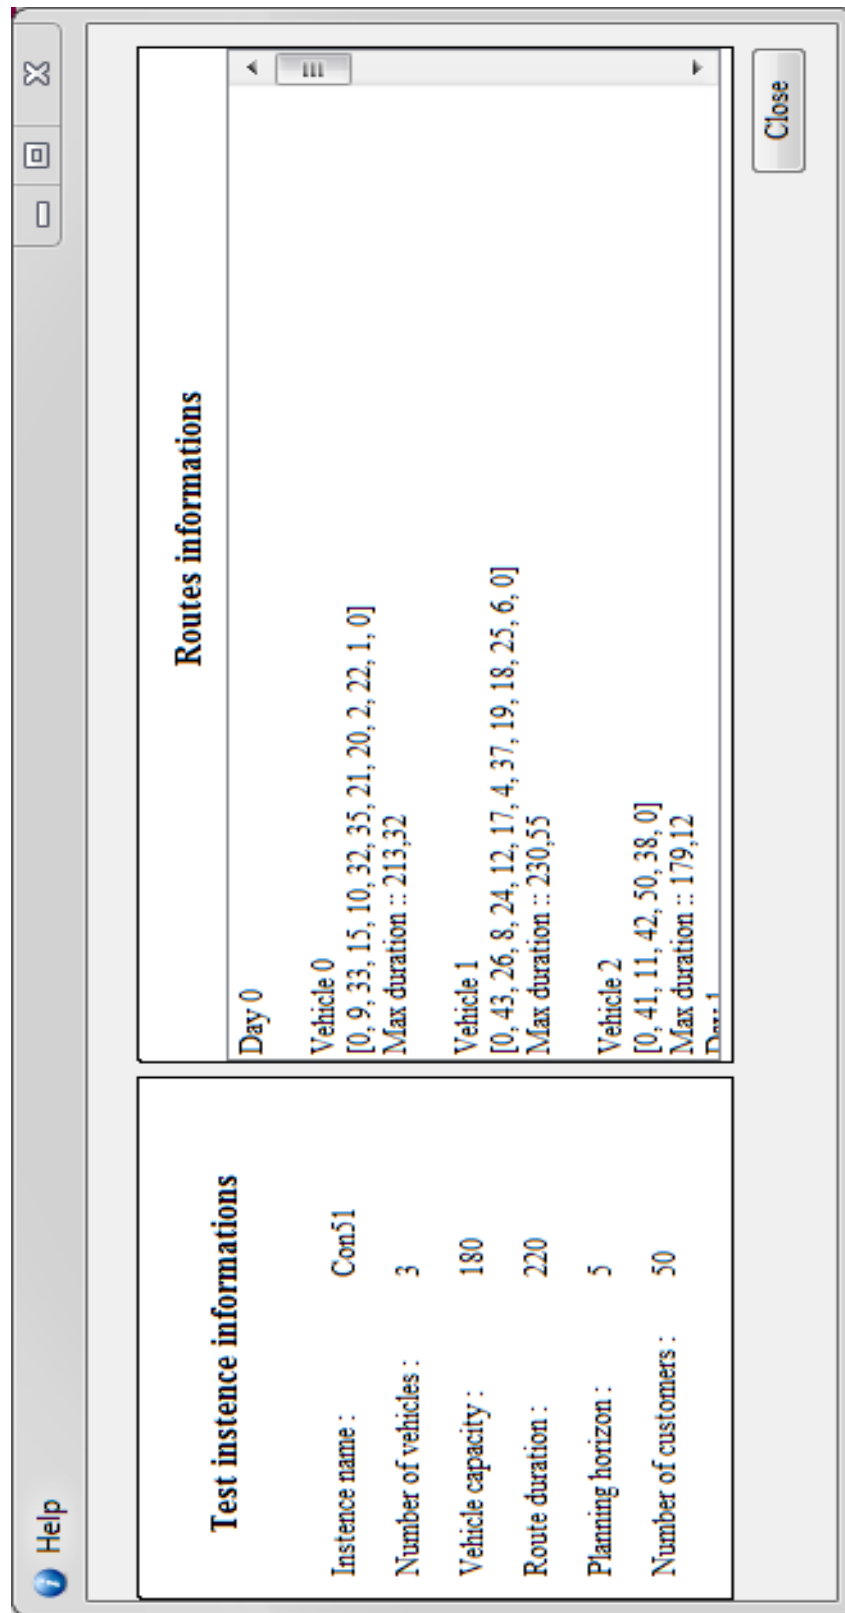 Help
Test instence informations
Instence name : Con51
Number of vehicles : 3
Vehicle capacity : 180
Route duration : 220
Planning horizon : 5
Number of customers : 50
Routes informations
Day 0
Vehicle 0
[0, 9, 33, 15, 10, 32, 35, 21, 20, 2, 22, 1, 0]
Max duration :: 213,32
Vehicle 1
[0, 43, 26, 8, 24, 12, 17, 4, 37, 19, 18, 25, 6, 0]
Max duration :: 230,55
Vehicle 2
[0, 41, 11, 42, 50, 38, 0]
Max duration :: 179,12
Day 1
Close